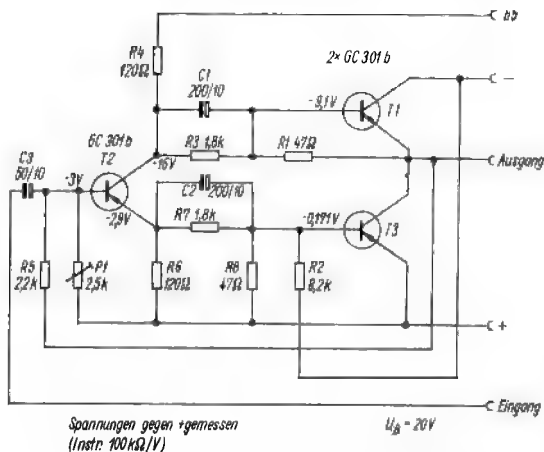 bb
R4
120Ω
2× GC 301 b
C1
200/10
−
-9,1V
T1
GC 301 b
T2
R3 1,8k
R1 47Ω
Ausgang
C3
50/10
-3V
-16V
C2
200/10
-2,9V
R7 1,8k
-0,191V
T3
R5
2,2k
P1
2,5k
R6
120Ω
R8
47Ω
R2
8,2k
+
Eingang
Spannungen gegen + gemessen
(Instr. 100kΩ/V)
U_B = 20V